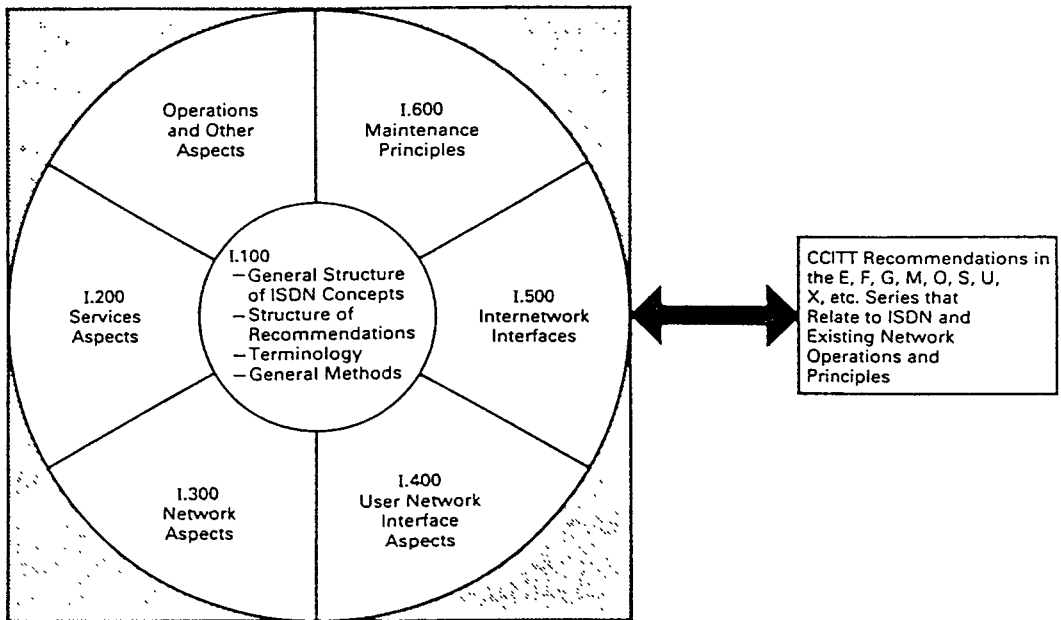 Operations
and Other
Aspects
I.600
Maintenance
Principles
I.200
Services
Aspects
I.100
—General Structure
of ISDN Concepts
—Structure of
Recommendations
—Terminology
—General Methods
I.500
Internetwork
Interfaces
I.300
Network
Aspects
I.400
User Network
Interface
Aspects
CCITT Recommendations in
the E, F, G, M, O, S, U,
X, etc. Series that
Relate to ISDN and
Existing Network
Operations and
Principles